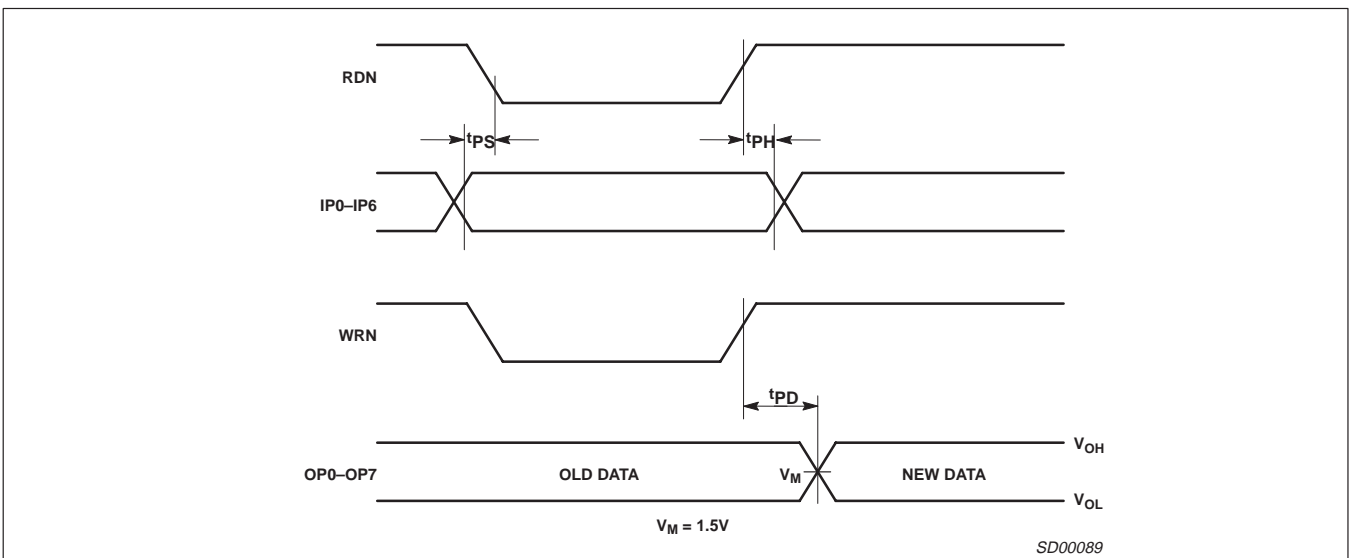 RDN
tPS
tPH
IP0–IP6
WRN
tPD
VOH
OP0–OP7 OLD DATA VM NEW DATA
VOL
VM = 1.5V
SD00089